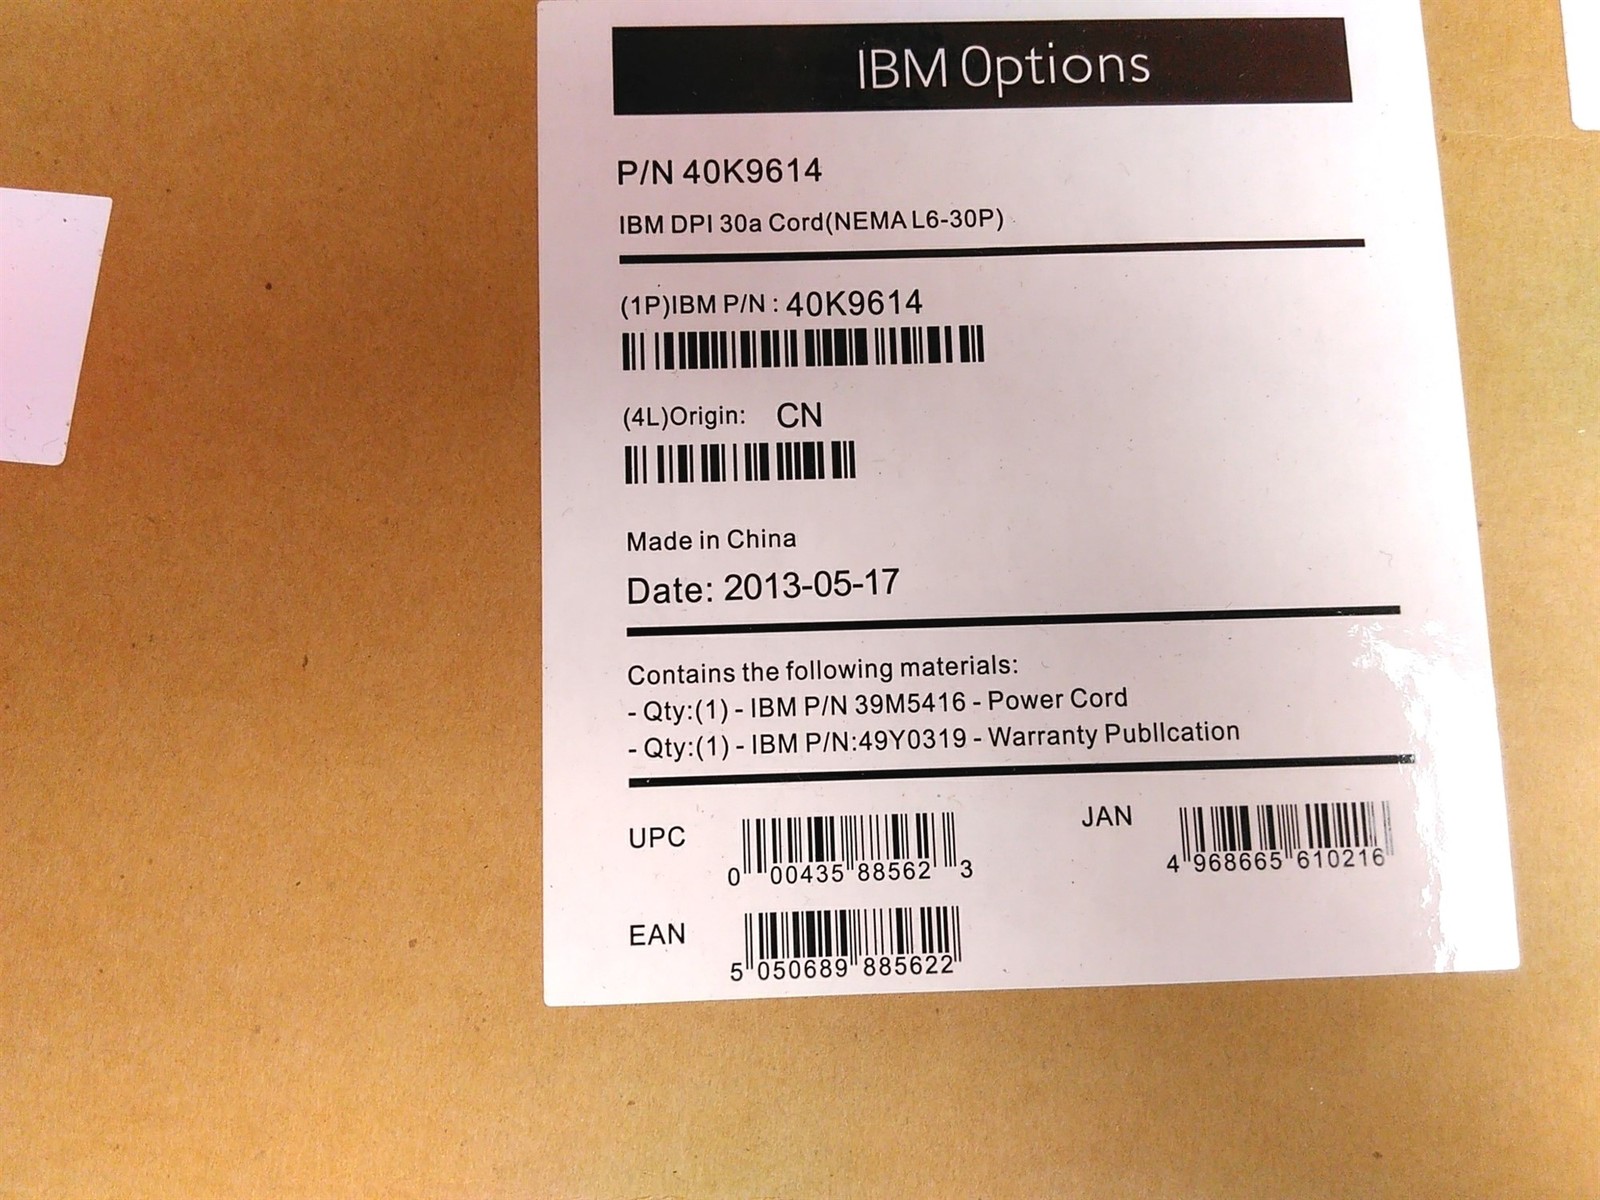 IBM Options
P/N 40K9614
IBM DPI 30a Cord(NEMA L6-30P)
(1P)IBM P/N : 40K9614
(4L)Origin: CN
Made in China
Date: 2013-05-17
Contains the following materials:
- Qty:(1) - IBM P/N 39M5416 - Power Cord
- Qty:(1) - IBM P/N:49Y0319 - Warranty Publlcation
UPC
0 00435 88562 3
JAN
4 968665 610216
EAN
5 050689 885622